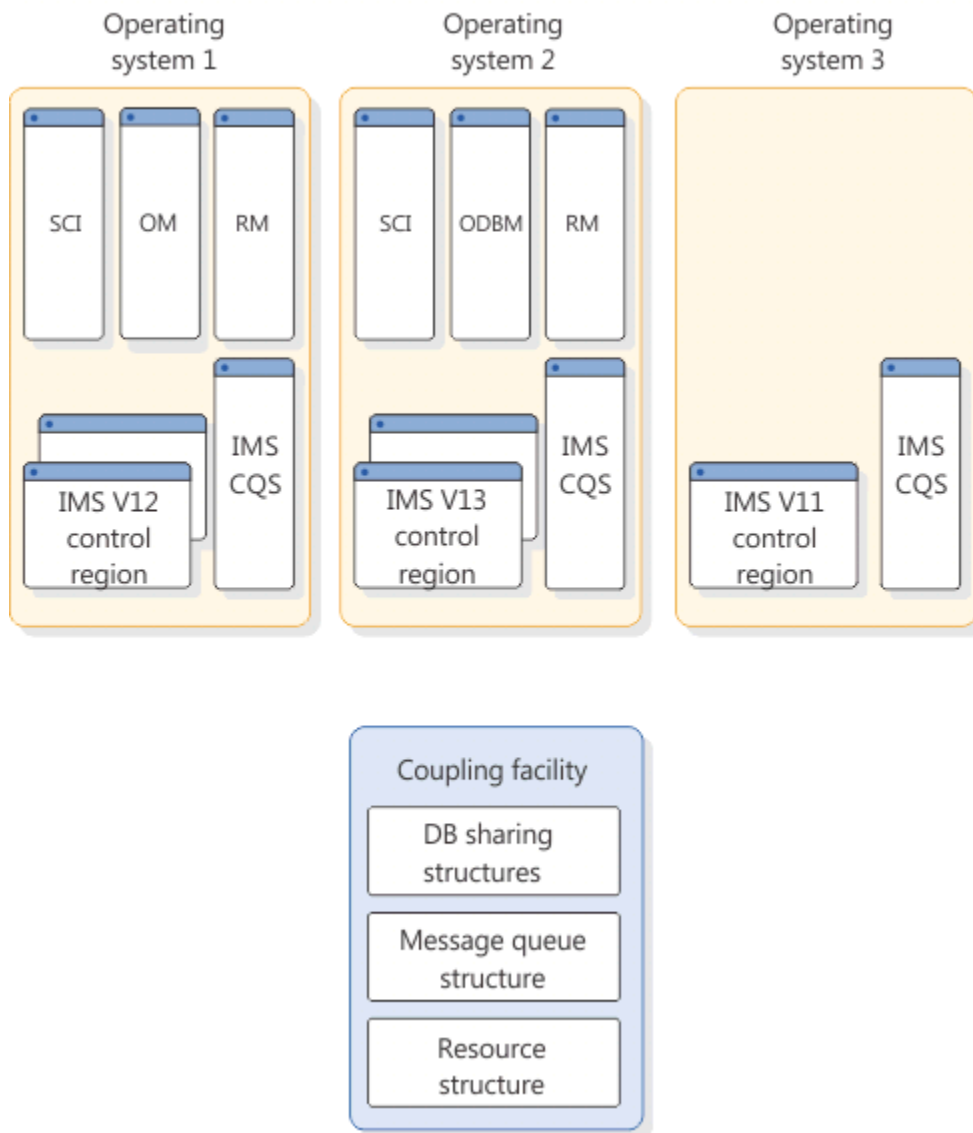 Operating
system 1
Operating
system 2
Operating
system 3
SCI
OM
RM
SCI
ODBM
RM
IMS
CQS
IMS V12
control
region
IMS
CQS
IMS V13
control
region
IMS
CQS
IMS V11
control
region
Coupling facility
DB sharing
structures
Message queue
structure
Resource
structure